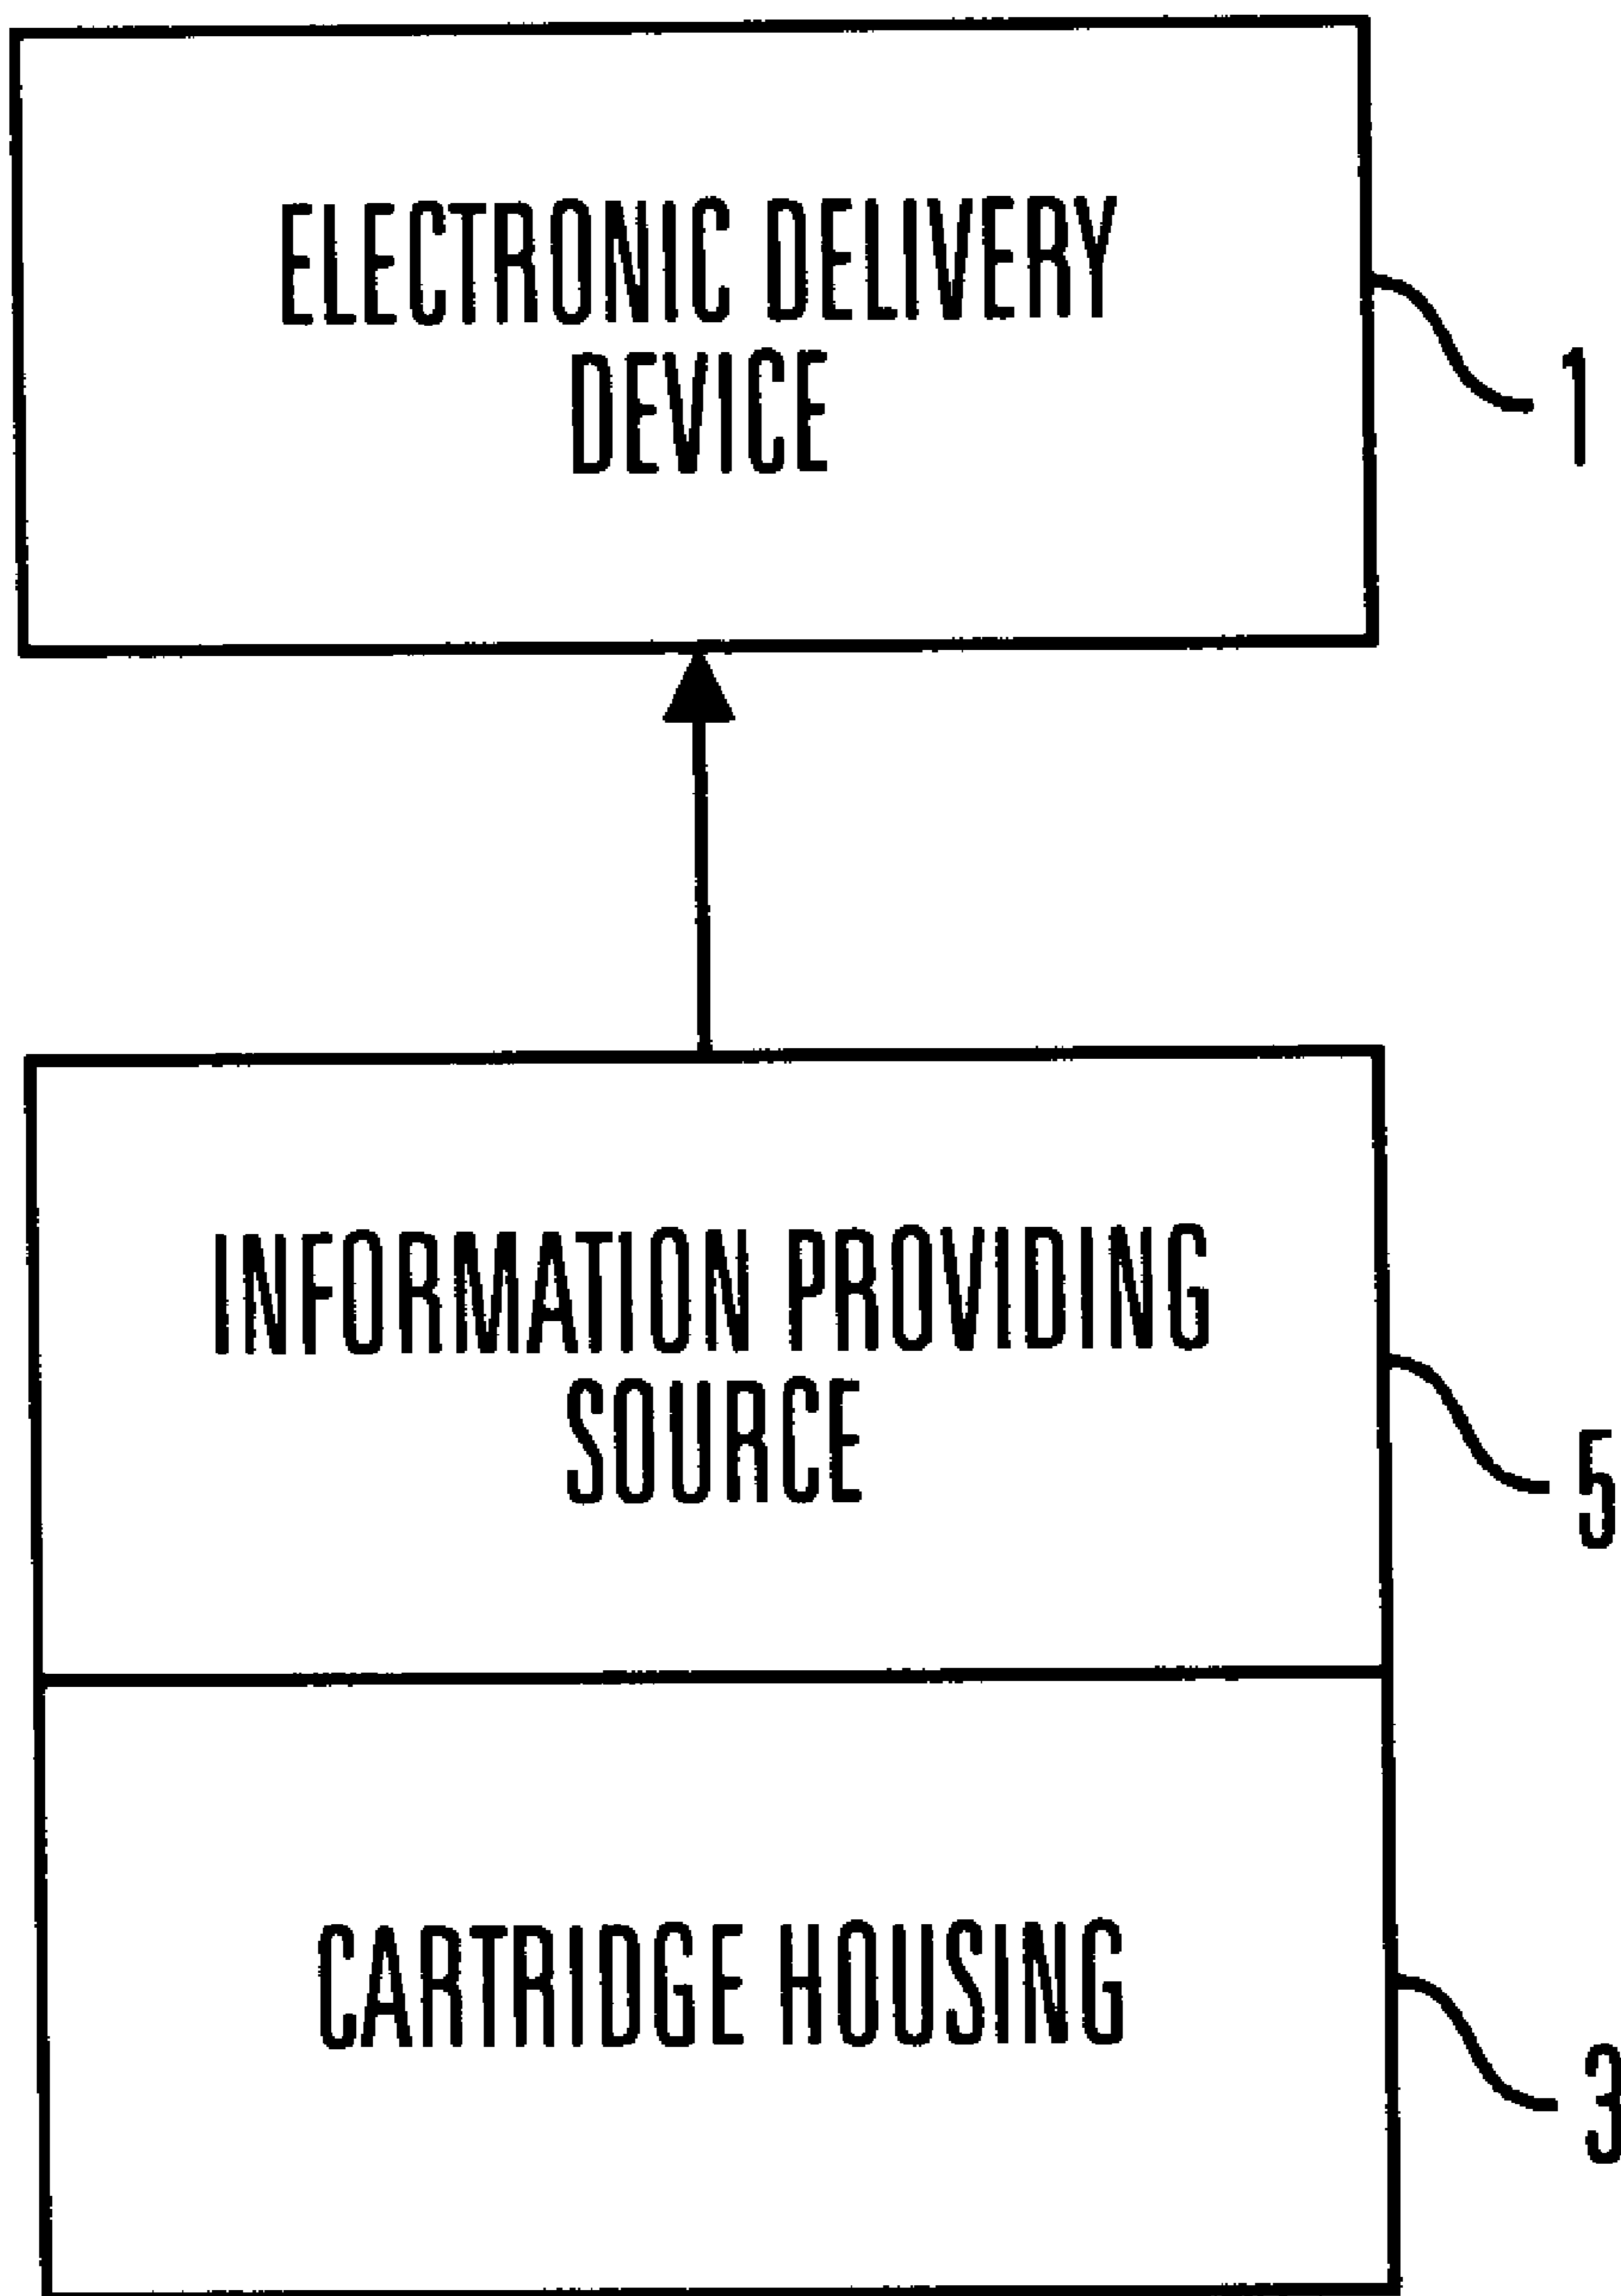 ELECTRONIC DELIVERY
DEVICE
1
INFORMATION PROVIDING
SOURCE
5
CARTRIDGE HOUSING
3